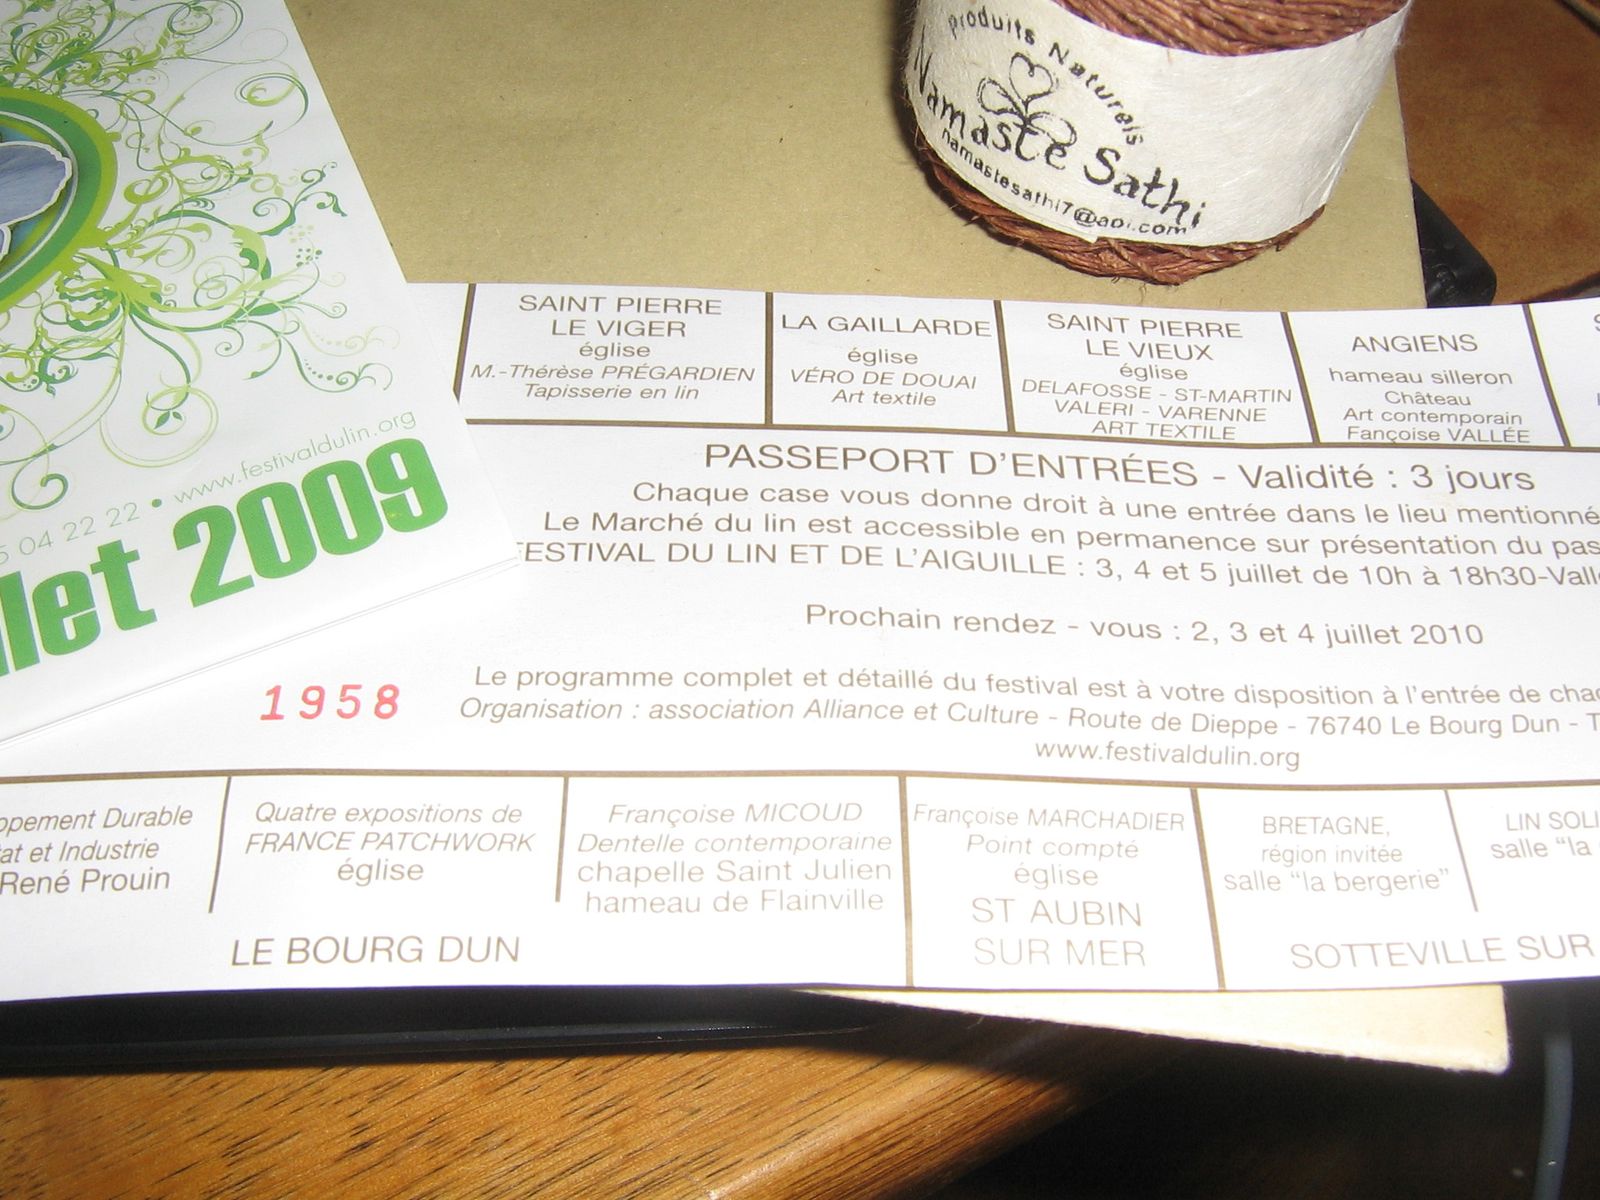 produits Naturels
Namaste Sathi
namastesathi7@aol.com
www.festivaldulin.org
04 22 22 •
llet 2009
SAINT PIERRE
LE VIGER
église
M.-Thérèse PRÉGARDIEN
Tapisserie en lin
LA GAILLARDE
église
VÉRO DE DOUAI
Art textile
SAINT PIERRE
LE VIEUX
église
DELAFOSSE - ST-MARTIN
VALERI - VARENNE
ART TEXTILE
ANGIENS
hameau silleron
Château
Art contemporain
Fançoise VALLÉE
PASSEPORT D'ENTRÉES - Validité : 3 jours
Chaque case vous donne droit à une entrée dans le lieu mentionné
Le Marché du lin est accessible en permanence sur présentation du pas
FESTIVAL DU LIN ET DE L'AIGUILLE : 3, 4 et 5 juillet de 10h à 18h30-Vall
Prochain rendez - vous : 2, 3 et 4 juillet 2010
Le programme complet et détaillé du festival est à votre disposition à l'entrée de cha
1958
Organisation : association Alliance et Culture - Route de Dieppe - 76740 Le Bourg Dun - T
www.festivaldulin.org
oppement Durable
tat et Industrie
René Prouin
Quatre expositions de
FRANCE PATCHWORK
église
LE BOURG DUN
Françoise MICOUD
Dentelle contemporaine
chapelle Saint Julien
hameau de Flainville
Françoise MARCHADIER
Point compté
église
ST AUBIN
SUR MER
BRETAGNE,
région invitée
salle "la bergerie"
LIN SOLI
salle "la
SOTTEVILLE SUR